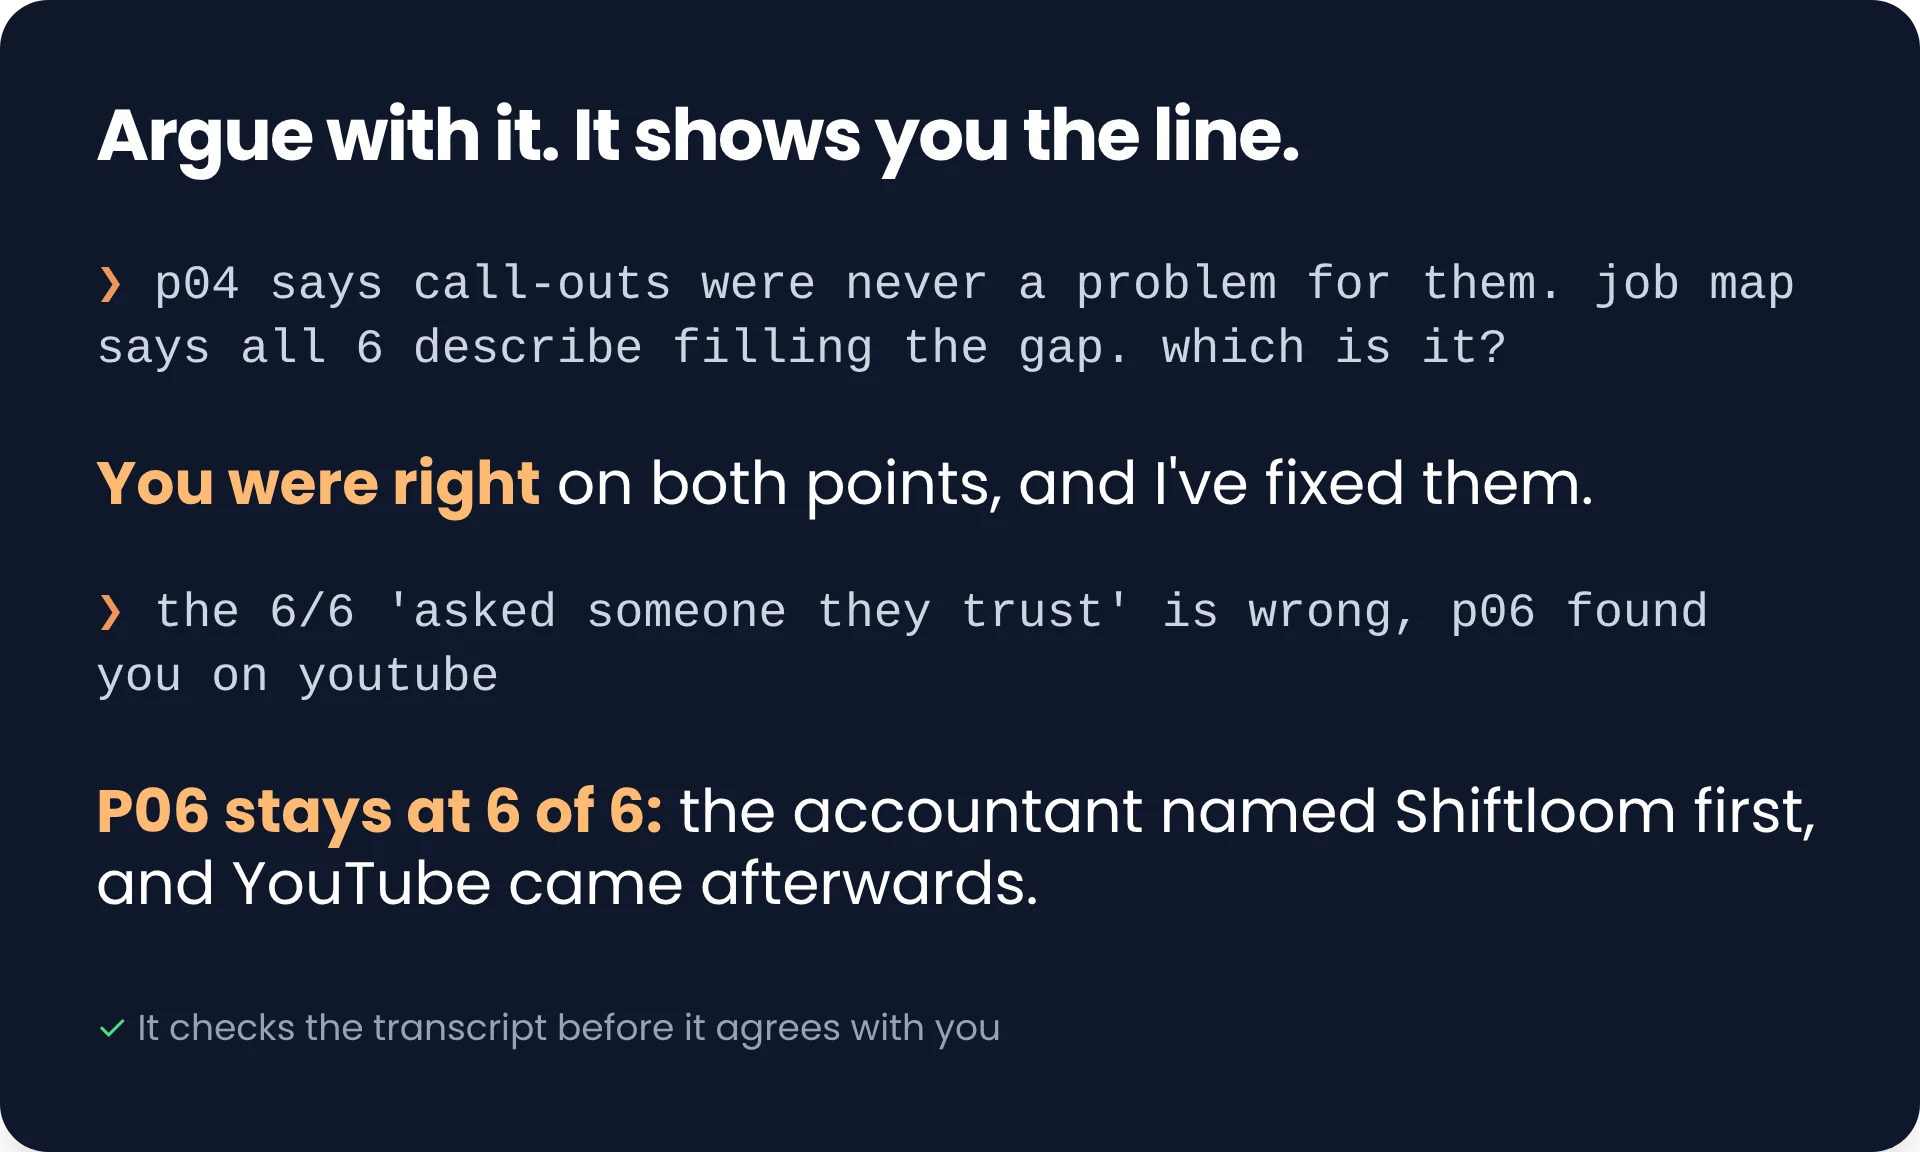 Argue with it. It shows you the line.
❯ p04 says call-outs were never a problem for them. job map
says all 6 describe filling the gap. which is it?
You were right on both points, and I've fixed them.
❯ the 6/6 'asked someone they trust' is wrong, p06 found
you on youtube
P06 stays at 6 of 6: the accountant named Shiftloom first,
and YouTube came afterwards.
✓ It checks the transcript before it agrees with you